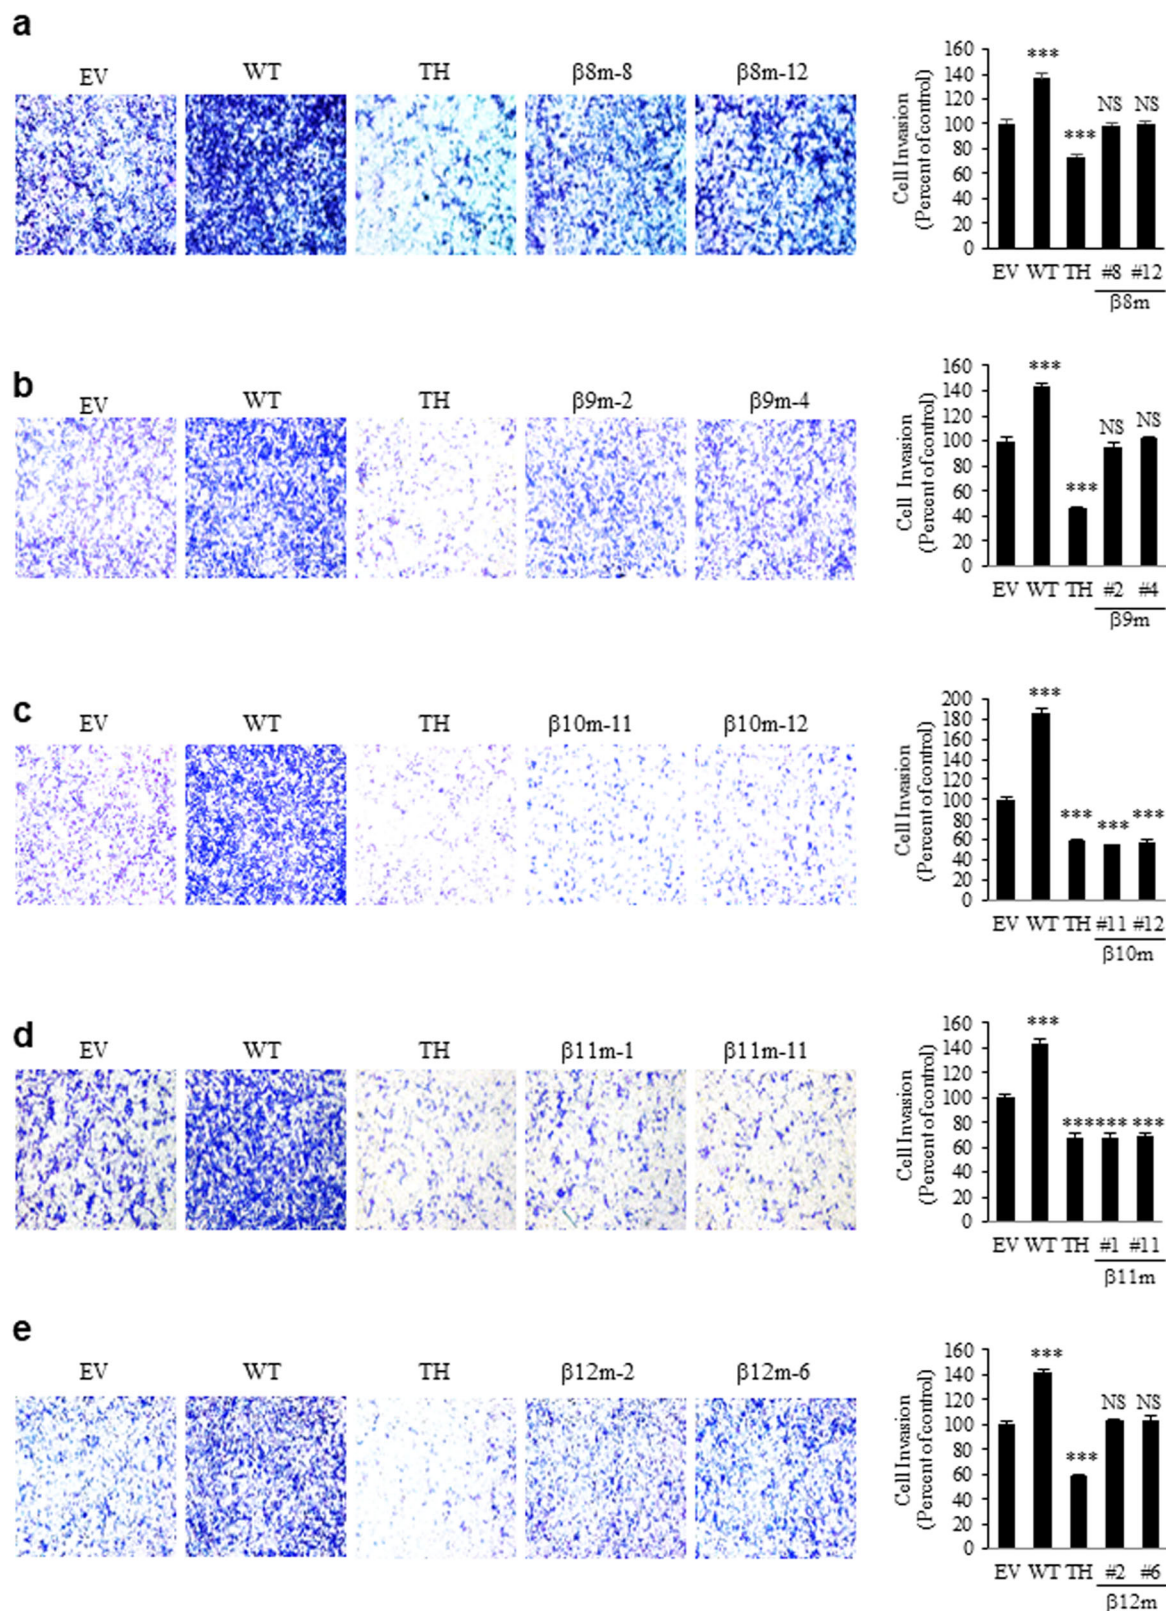 a
EV WT TH β8m-8 β8m-12
Cell Invasion
(Percent of control)
160
140
120
100
80
60
40
20
0
***
***
NS NS
EV WT TH #8 #12
β8m
b
EV WT TH β9m-2 β9m-4
Cell Invasion
(Percent of control)
160
140
120
100
80
60
40
20
0
***
***
NS NS
EV WT TH #2 #4
β9m
c
EV WT TH β10m-11 β10m-12
Cell Invasion
(Percent of control)
200
180
160
140
120
100
80
60
40
20
0
***
*** *** ***
EV WT TH #11 #12
β10m
d
EV WT TH β11m-1 β11m-11
Cell Invasion
(Percent of control)
160
140
120
100
80
60
40
20
0
***
****** ***
EV WT TH #1 #11
β11m
e
EV WT TH β12m-2 β12m-6
Cell Invasion
(Percent of control)
160
140
120
100
80
60
40
20
0
***
***
NS NS
EV WT TH #2 #6
β12m